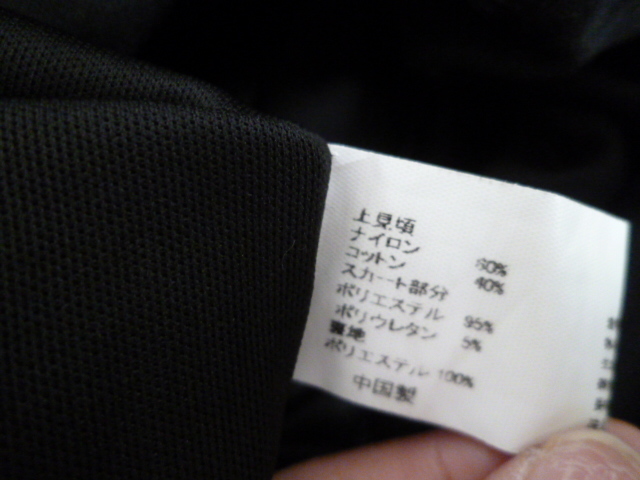 上見頃
ナイロン 60%
コットン 40%
スカート部分
ポリエステル 95%
ポリウレタン 5%
裏地
ポリエステル 100%
中国製